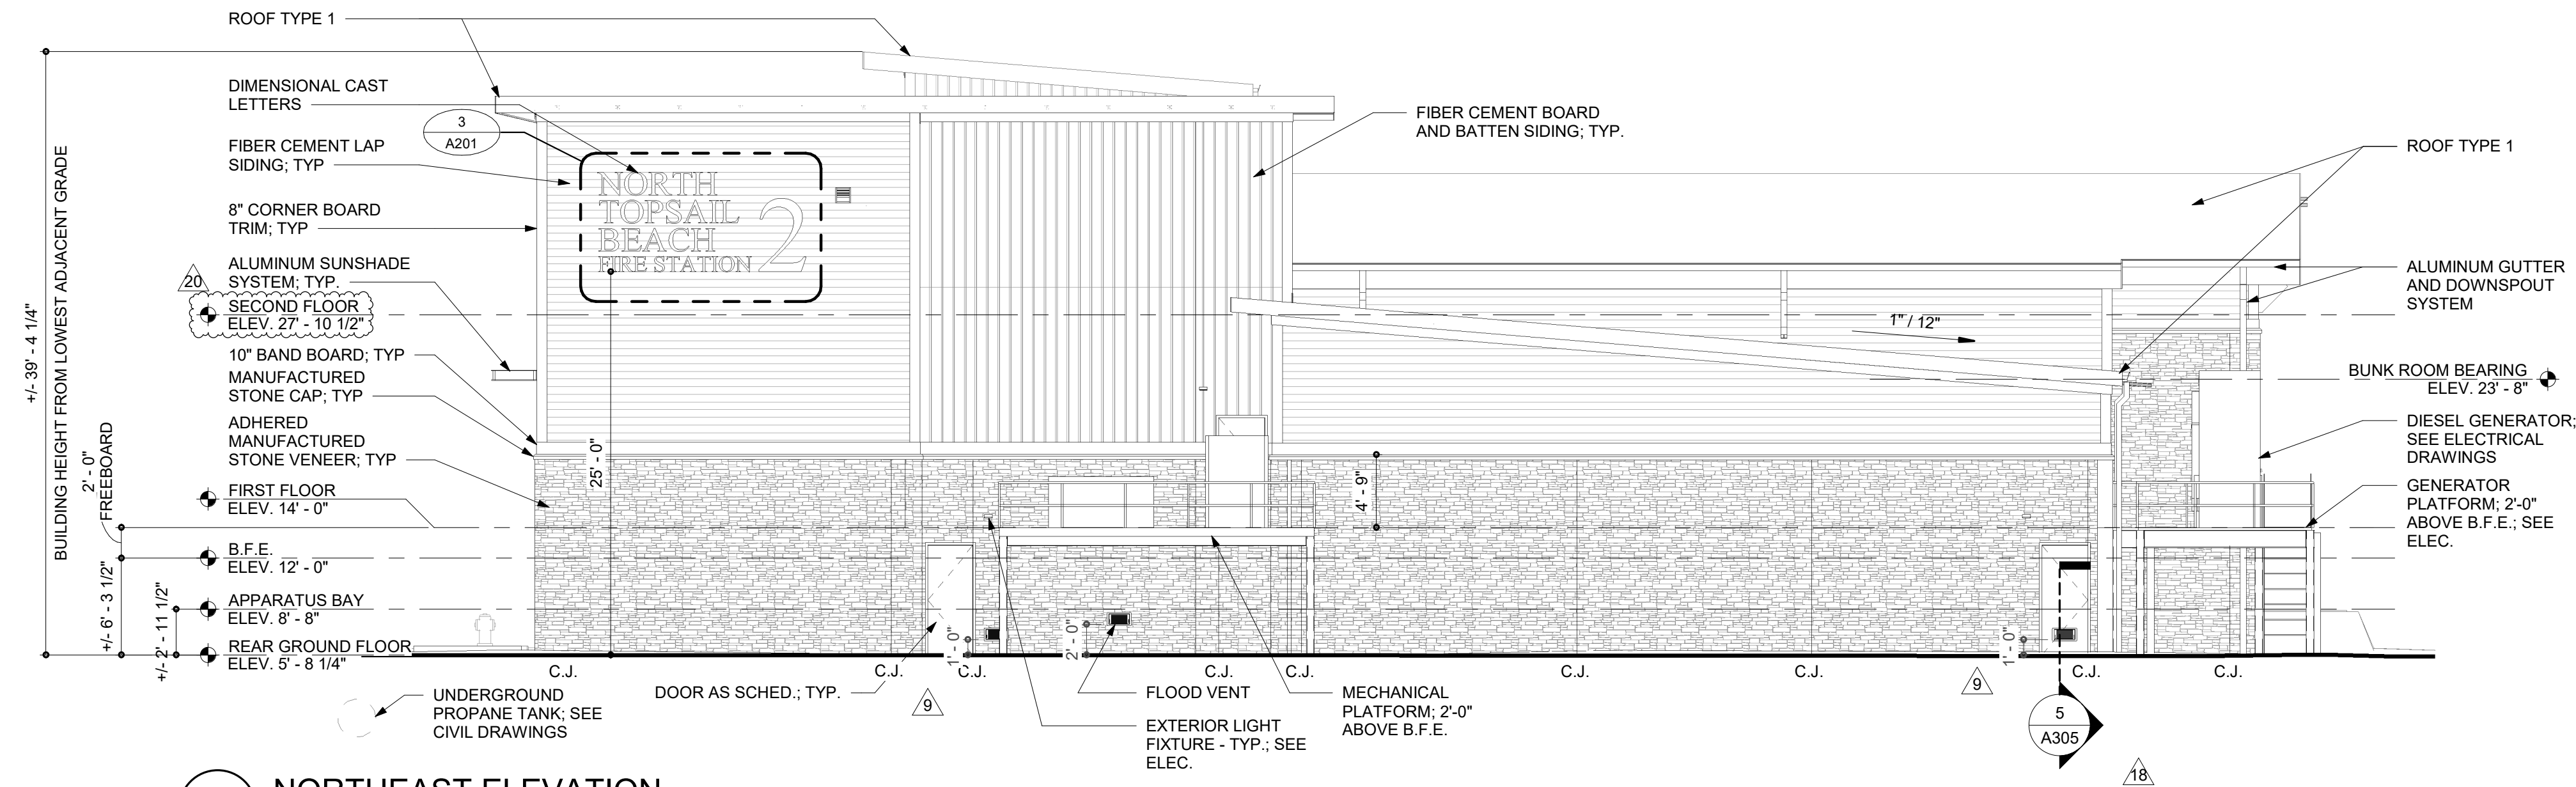 ROOF TYPE 1
DIMENSIONAL CAST
LETTERS
3
A201
FIBER CEMENT LAP
SIDING; TYP
8" CORNER BOARD
TRIM; TYP
20
ALUMINUM SUNSHADE
SYSTEM; TYP.
SECOND FLOOR
ELEV. 27' - 10 1/2"
10" BAND BOARD; TYP
MANUFACTURED
STONE CAP; TYP
ADHERED
MANUFACTURED
STONE VENEER; TYP
FIRST FLOOR
ELEV. 14' - 0"
B.F.E.
ELEV. 12' - 0"
APPARATUS BAY
ELEV. 8' - 8"
REAR GROUND FLOOR
ELEV. 5' - 8 1/4"
+/- 39' - 4 1/4"
BUILDING HEIGHT FROM LOWEST ADJACENT GRADE
2' - 0"
FREEBOARD
+/- 6' - 3 1/2"
+/- 2' - 11 1/2"
NORTH
TOPSAIL
BEACH
FIRE STATION
2
25' - 0"
FIBER CEMENT BOARD
AND BATTEN SIDING; TYP.
1" / 12"
4' - 9"
1' - 0"
2' - 0"
1' - 0"
ROOF TYPE 1
ALUMINUM GUTTER
AND DOWNSPOUT
SYSTEM
BUNK ROOM BEARING
ELEV. 23' - 8"
DIESEL GENERATOR;
SEE ELECTRICAL
DRAWINGS
GENERATOR
PLATFORM; 2'-0"
ABOVE B.F.E.; SEE
ELEC.
C.J.
C.J.
C.J.
C.J.
C.J.
C.J.
C.J.
C.J.
C.J.
UNDERGROUND
PROPANE TANK; SEE
CIVIL DRAWINGS
DOOR AS SCHED.; TYP.
9
FLOOD VENT
EXTERIOR LIGHT
FIXTURE - TYP.; SEE
ELEC.
MECHANICAL
PLATFORM; 2'-0"
ABOVE B.F.E.
9
5
A305
18
NORTHEAST ELEVATION